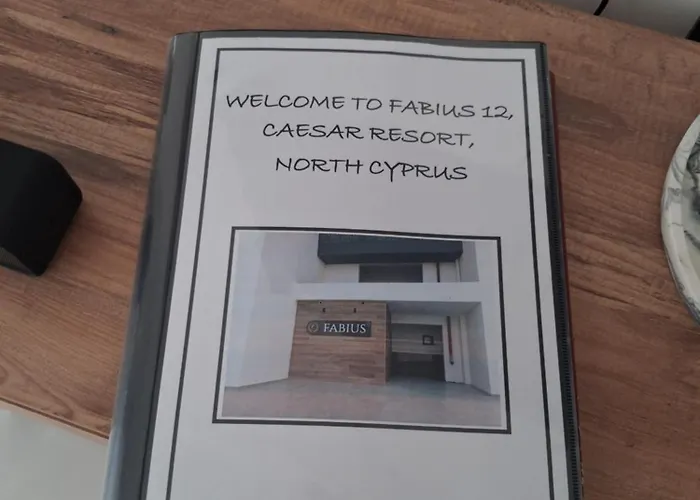 WELCOME TO FABIUS 12,
CAESAR RESORT,
NORTH CYPRUS
FABIUS